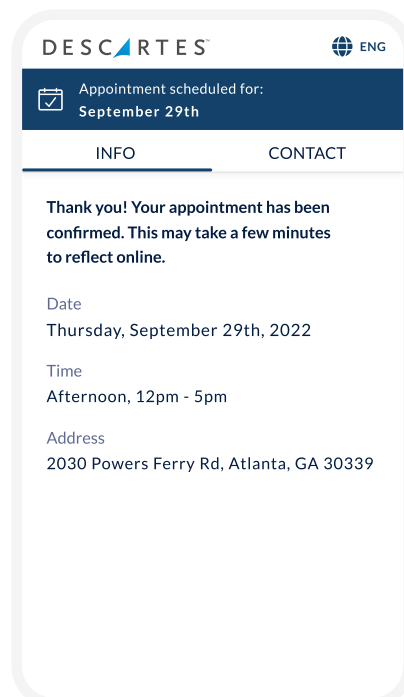 DESCARTES™
ENG
Appointment scheduled for:
September 29th
INFO
CONTACT
Thank you! Your appointment has been
confirmed. This may take a few minutes
to reflect online.
Date
Thursday, September 29th, 2022
Time
Afternoon, 12pm - 5pm
Address
2030 Powers Ferry Rd, Atlanta, GA 30339